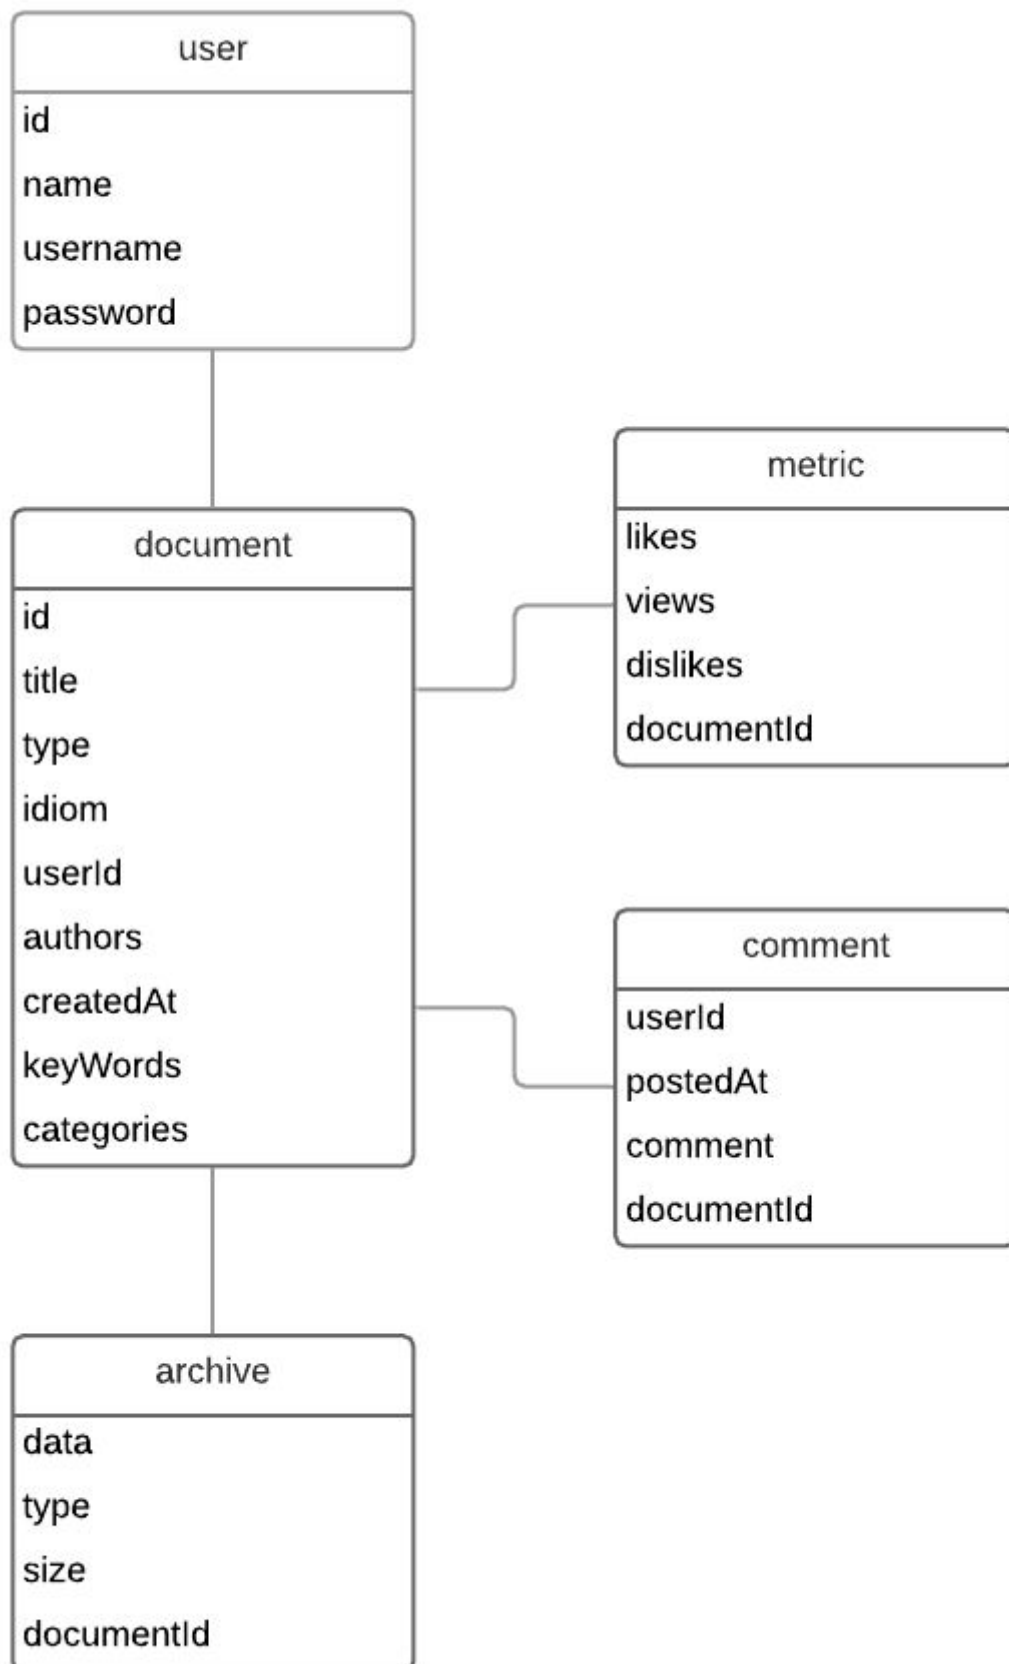 user
id
name
username
password
document
id
title
type
idiom
userId
authors
createdAt
keyWords
categories
metric
likes
views
dislikes
documentId
comment
userId
postedAt
comment
documentId
archive
data
type
size
documentId